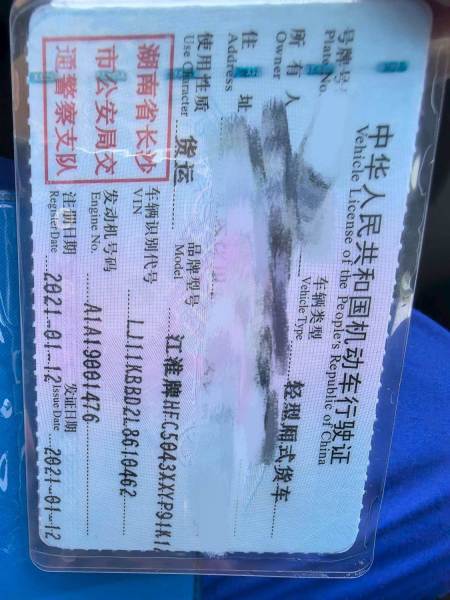 中华人民共和国机动车行驶证
Vehicle License of the People's Republic of China
号牌号
Plate No.
车辆类型
Vehicle Type
轻型厢式货车
所有人
Owner
住址
Address
使用性质
Use Character
货运
品牌型号
Model
江淮牌HFC5043XXYP91K1
湖南省长沙
市公安局交
通警察支队
车辆识别代号
VIN
LJ11KBBD2L8610462
发动机号码
Engine No.
A1A19001476
注册日期
Register Date
2021-01-12
发证日期
Issue Date
2021-01-12